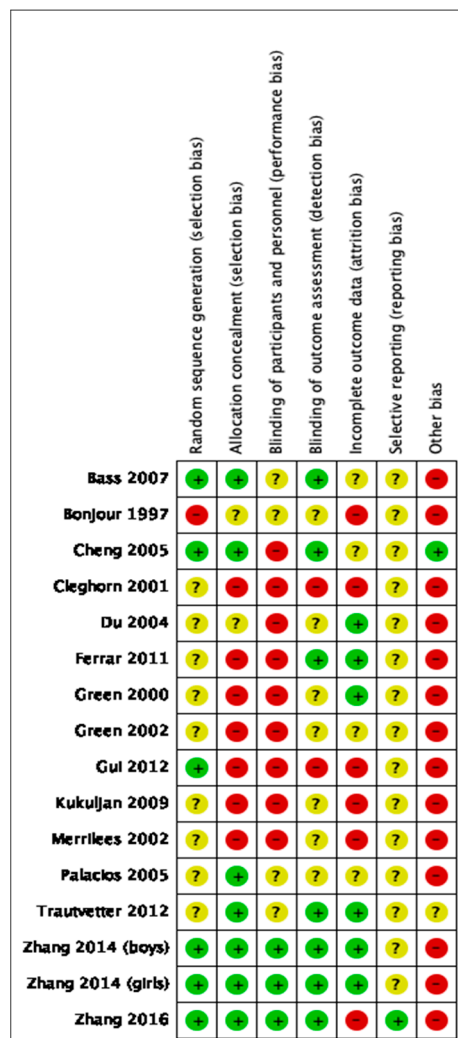 Random sequence generation (selection bias)
Allocation concealment (selection bias)
Blinding of participants and personnel (performance bias)
Blinding of outcome assessment (detection bias)
Incomplete outcome data (attrition bias)
Selective reporting (reporting bias)
Other bias
Bass 2007 + + ? + ? ? -
Bonjour 1997 - ? ? ? - ? -
Cheng 2005 + + - + ? ? +
Cleghorn 2001 ? - - - - ? -
Du 2004 ? ? - ? + ? -
Ferrar 2011 ? - - + + ? -
Green 2000 ? - - ? + ? -
Green 2002 ? - - ? ? ? -
Gui 2012 + - - - - ? -
Kukuljan 2009 ? - - ? - ? -
Merrilees 2002 ? - - ? - ? -
Palacios 2005 ? + ? ? ? ? -
Trautvetter 2012 ? + ? + + ? ?
Zhang 2014 (boys) + + + + + ? -
Zhang 2014 (girls) + + + + + ? -
Zhang 2016 + + + + - + -